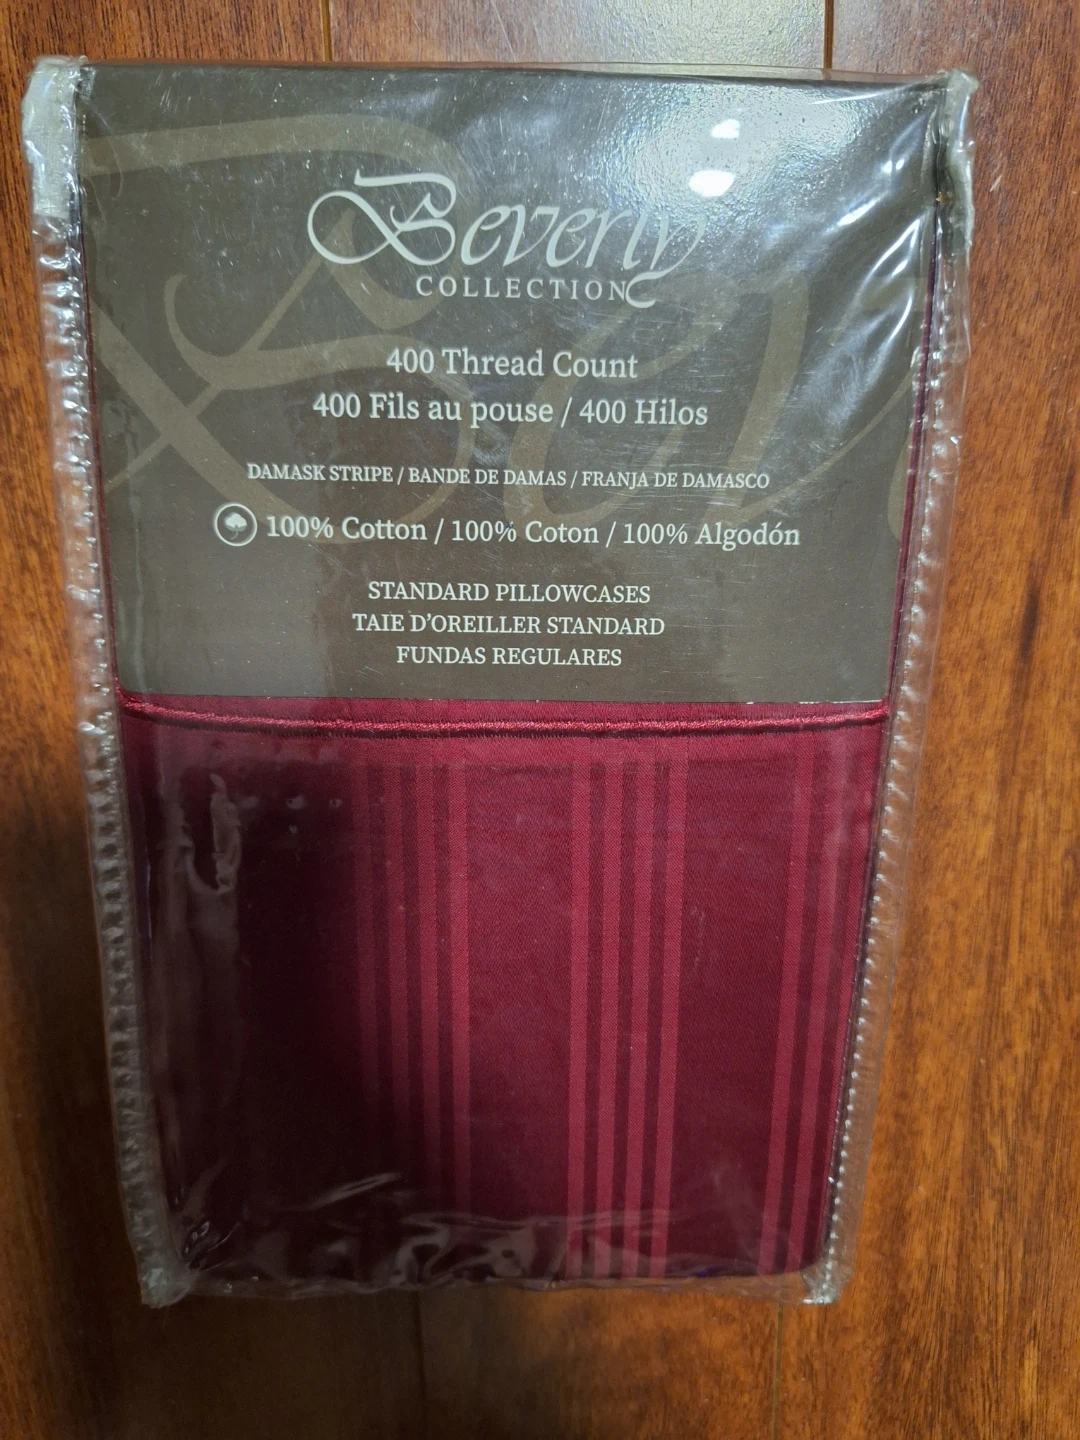 Beverly
COLLECTION
400 Thread Count
400 Fils au pouse / 400 Hilos
DAMASK STRIPE / BANDE DE DAMAS / FRANJA DE DAMASCO
100% Cotton / 100% Coton / 100% Algodón
STANDARD PILLOWCASES
TAIE D'OREILLER STANDARD
FUNDAS REGULARES